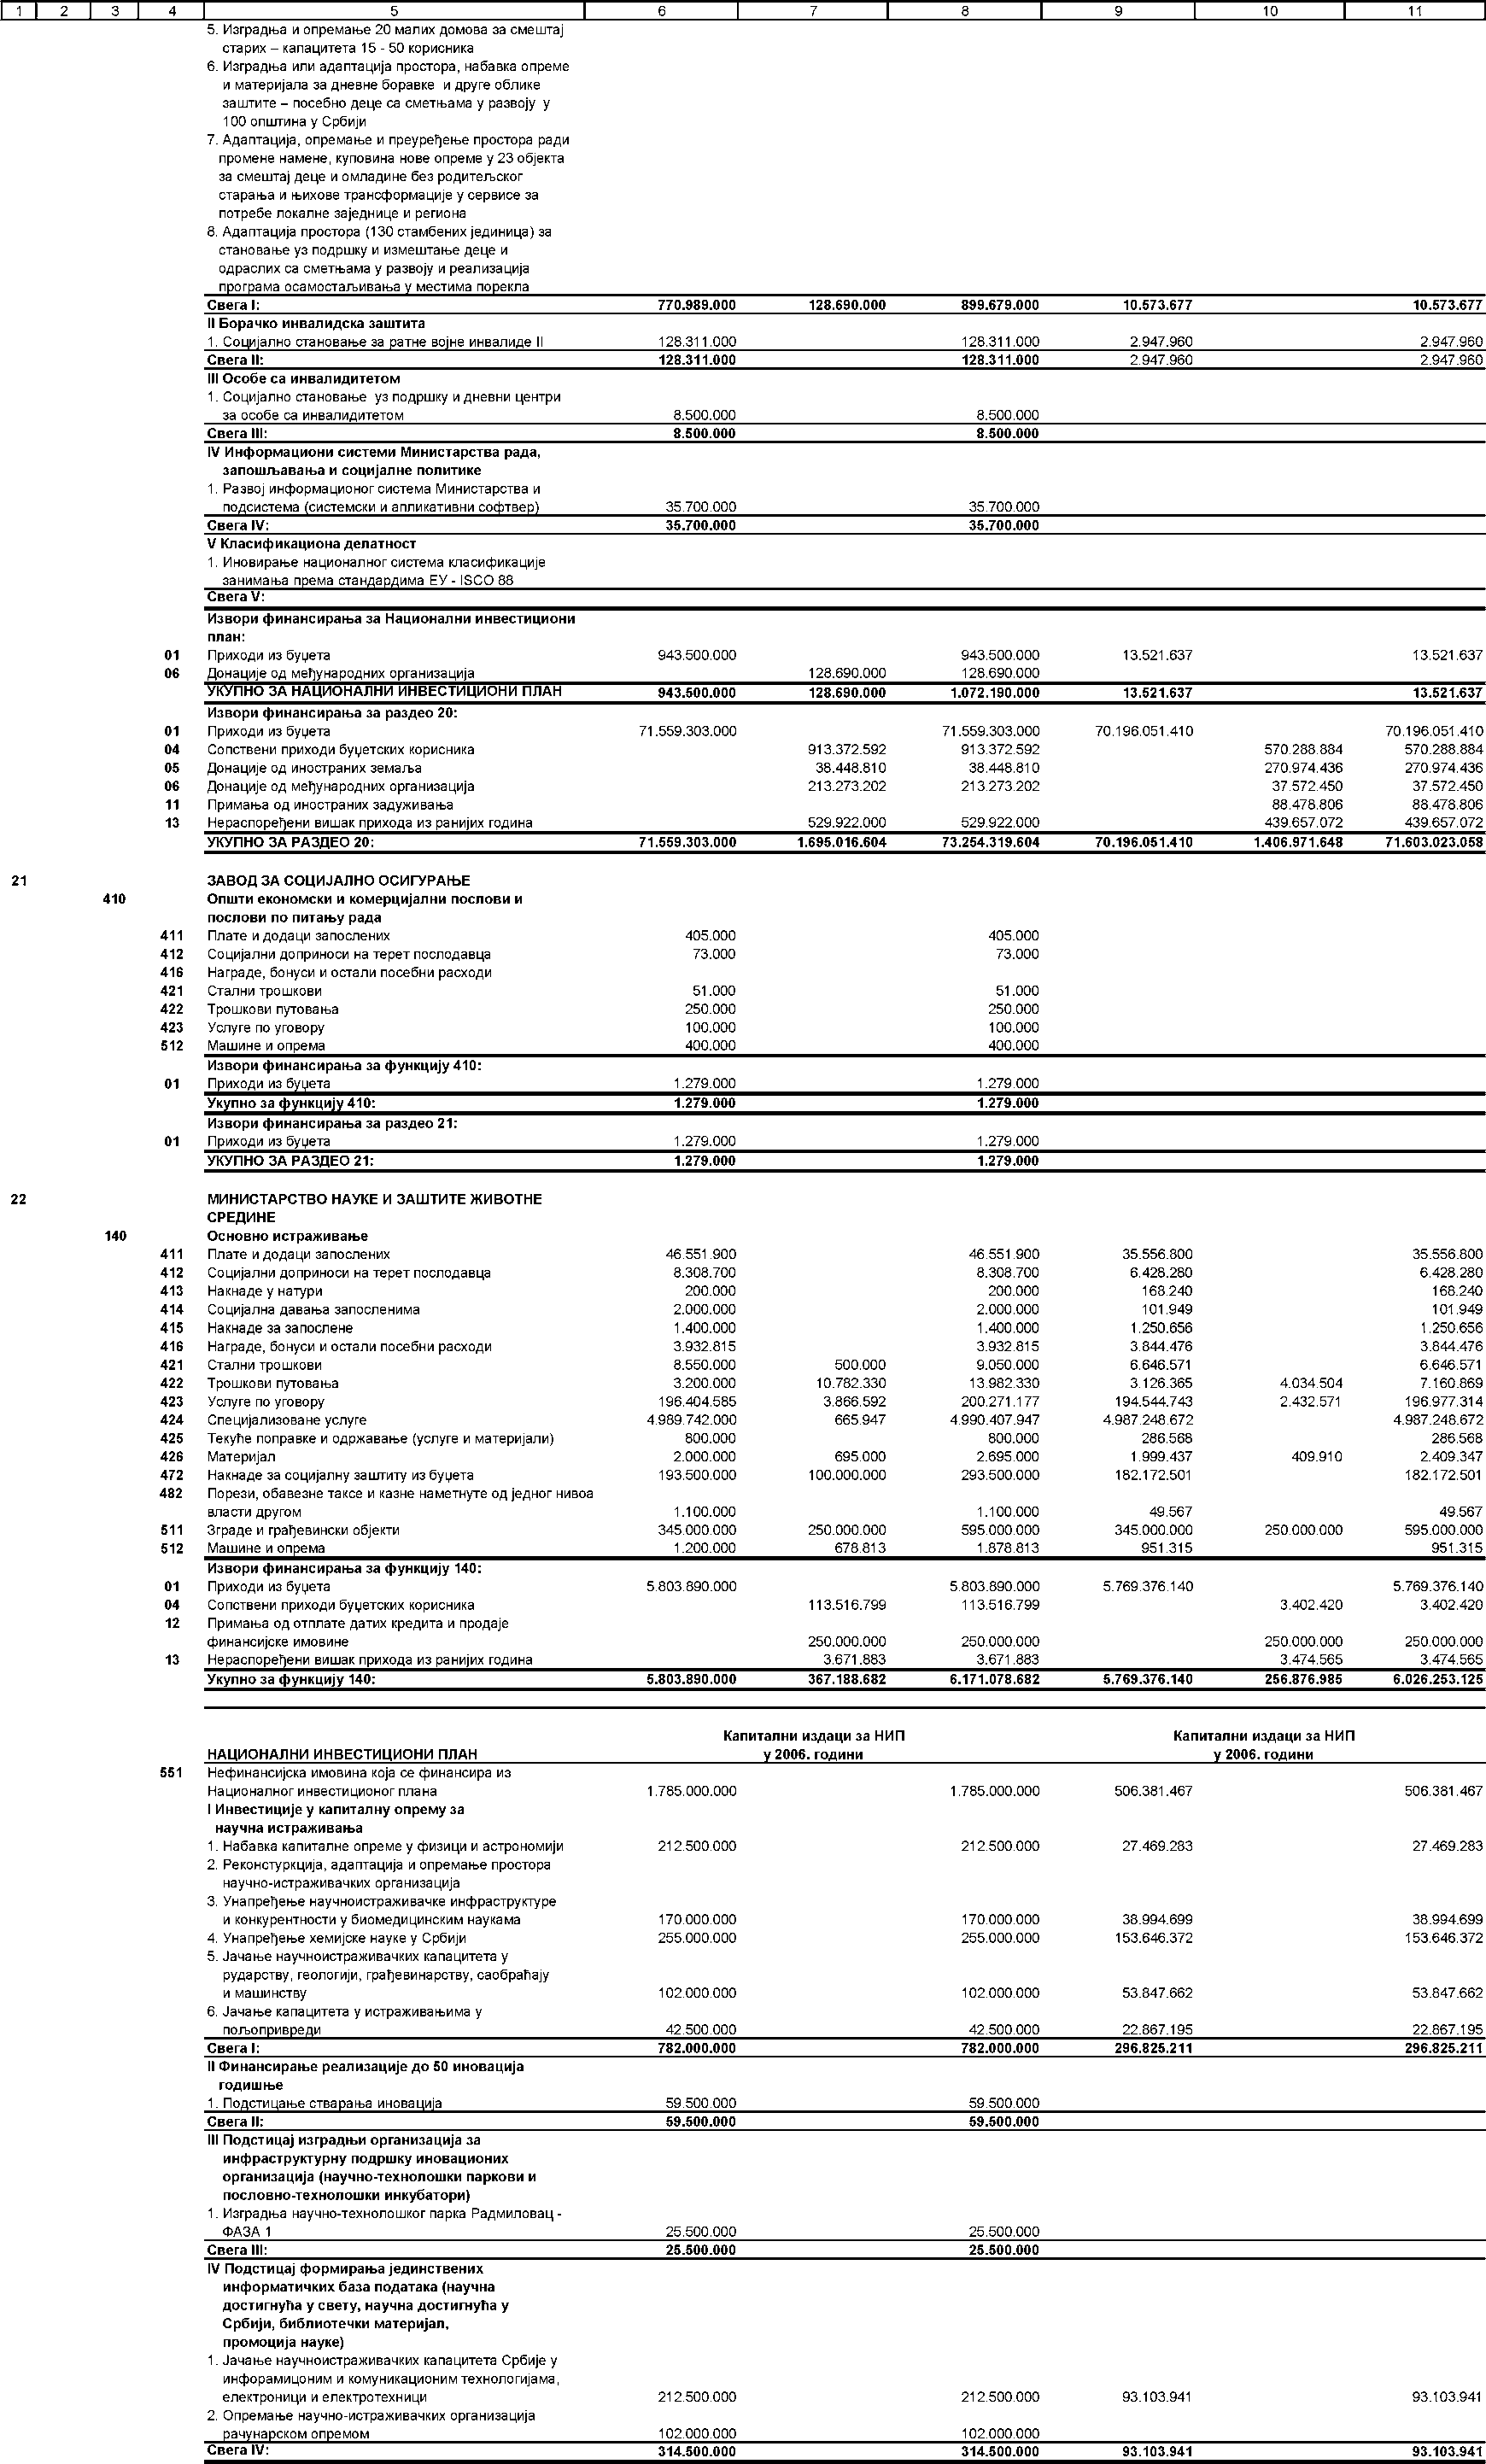 1 2 3 4 5 6 7 8 9 10 11
5. Изградња и опремање 20 малих домова за смештај
старих – капацитета 15 - 50 корисника
6. Изградња или адаптација простора, набавка опреме
и материјала за дневне боравке и друге облике
заштите – посебно деце са сметњама у развоју у
100 општина у Србији
7. Адаптација, опремање и преуређење простора ради
промене намене, куповина нове опреме у 23 објекта
за смештај деце и омладине без родитељског
старања и њихове трансформације у сервисе за
потребе локалне заједнице и региона
8. Адаптација простора (130 стамбених јединица) за
становање уз подршку и измештање деце и
одраслих са сметњама у развоју и реализација
програма осамостаљивања у местима порекла
Свега I: 770.989.000 128.690.000 899.679.000 10.573.677 10.573.677
II Борачко инвалидска заштита
1. Социјално становање за ратне војне инвалиде II 128.311.000 128.311.000 2.947.960 2.947.960
Свега II: 128.311.000 128.311.000 2.947.960 2.947.960
III Особе са инвалидитетом
1. Социјално становање уз подршку и дневни центри
за особе са инвалидитетом 8.500.000 8.500.000
Свега III: 8.500.000 8.500.000
IV Информациони системи Министарства рада,
запошљавања и социјалне политике
1. Развој информационог система Министарства и
подсистема (системски и апликативни софтвер) 35.700.000 35.700.000
Свега IV: 35.700.000 35.700.000
V Класификациона делатност
1. Иновирање националног система класификације
занимања према стандардима ЕУ - ISCO 88
Свега V:
Извори финансирања за Национални инвестициони
план:
01 Приходи из буџета 943.500.000 943.500.000 13.521.637 13.521.637
06 Донације од међународних организација 128.690.000 128.690.000
УКУПНО ЗА НАЦИОНАЛНИ ИНВЕСТИЦИОНИ ПЛАН 943.500.000 128.690.000 1.072.190.000 13.521.637 13.521.637
Извори финансирања за раздео 20:
01 Приходи из буџета 71.559.303.000 71.559.303.000 70.196.051.410 70.196.051.410
04 Сопствени приходи буџетских корисника 913.372.592 913.372.592 570.288.884 570.288.884
05 Донације од иностраних земаља 38.448.810 38.448.810 270.974.436 270.974.436
06 Донације од међународних организација 213.273.202 213.273.202 37.572.450 37.572.450
11 Примања од иностраних задуживања 88.478.806 88.478.806
13 Нераспоређени вишак прихода из ранијих година 529.922.000 529.922.000 439.657.072 439.657.072
УКУПНО ЗА РАЗДЕО 20: 71.559.303.000 1.695.016.604 73.254.319.604 70.196.051.410 1.406.971.648 71.603.023.058
21 ЗАВОД ЗА СОЦИЈАЛНО ОСИГУРАЊЕ
410 Општи економски и комерцијални послови и
послови по питању рада
411 Плате и додаци запослених 405.000 405.000
412 Социјални доприноси на терет послодавца 73.000 73.000
416 Награде, бонуси и остали посебни расходи
421 Стални трошкови 51.000 51.000
422 Трошкови путовања 250.000 250.000
423 Услуге по уговору 100.000 100.000
512 Машине и опрема 400.000 400.000
Извори финансирања за функцију 410:
01 Приходи из буџета 1.279.000 1.279.000
Укупно за функцију 410: 1.279.000 1.279.000
Извори финансирања за раздео 21:
01 Приходи из буџета 1.279.000 1.279.000
УКУПНО ЗА РАЗДЕО 21: 1.279.000 1.279.000
22 МИНИСТАРСТВО НАУКЕ И ЗАШТИТЕ ЖИВОТНЕ
СРЕДИНЕ
140 Основно истраживање
411 Плате и додаци запослених 46.551.900 46.551.900 35.556.800 35.556.800
412 Социјални доприноси на терет послодавца 8.308.700 8.308.700 6.428.280 6.428.280
413 Накнаде у натури 200.000 200.000 168.240 168.240
414 Социјална давања запосленима 2.000.000 2.000.000 101.949 101.949
415 Накнаде за запослене 1.400.000 1.400.000 1.250.656 1.250.656
416 Награде, бонуси и остали посебни расходи 3.932.815 3.932.815 3.844.476 3.844.476
421 Стални трошкови 8.550.000 500.000 9.050.000 6.646.571 6.646.571
422 Трошкови путовања 3.200.000 10.782.330 13.982.330 3.126.365 4.034.504 7.160.869
423 Услуге по уговору 196.404.585 3.866.592 200.271.177 194.544.743 2.432.571 196.977.314
424 Специјализоване услуге 4.989.742.000 665.947 4.990.407.947 4.987.248.672 4.987.248.672
425 Текуће поправке и одржавање (услуге и материјали) 800.000 800.000 286.568 286.568
426 Материјал 2.000.000 695.000 2.695.000 1.999.437 409.910 2.409.347
472 Накнаде за социјалну заштиту из буџета 193.500.000 100.000.000 293.500.000 182.172.501 182.172.501
482 Порези, обавезне таксе и казне наметнуте од једног нивоа
власти другом 1.100.000 1.100.000 49.567 49.567
511 Зграде и грађевински објекти 345.000.000 250.000.000 595.000.000 345.000.000 250.000.000 595.000.000
512 Машине и опрема 1.200.000 678.813 1.878.813 951.315 951.315
Извори финансирања за функцију 140:
01 Приходи из буџета 5.803.890.000 5.803.890.000 5.769.376.140 5.769.376.140
04 Сопствени приходи буџетских корисника 113.516.799 113.516.799 3.402.420 3.402.420
12 Примања од отплате датих кредита и продаје
финансијске имовине 250.000.000 250.000.000 250.000.000 250.000.000
13 Нераспоређени вишак прихода из ранијих година 3.671.883 3.671.883 3.474.565 3.474.565
Укупно за функцију 140: 5.803.890.000 367.188.682 6.171.078.682 5.769.376.140 256.876.985 6.026.253.125
Капитални издаци за НИП Капитални издаци за НИП
НАЦИОНАЛНИ ИНВЕСТИЦИОНИ ПЛАН у 2006. години у 2006. години
551 Нефинансијска имовина која се финансира из
Националног инвестиционог плана 1.785.000.000 1.785.000.000 506.381.467 506.381.467
I Инвестиције у капиталну опрему за
научна истраживања
1. Набавка капиталне опреме у физици и астрономији 212.500.000 212.500.000 27.469.283 27.469.283
2. Реконстуркција, адаптација и опремање простора
научно-истраживачких организација
3. Унапређење научноистраживачке инфраструктуре
и конкурентности у биомедицинским наукама 170.000.000 170.000.000 38.994.699 38.994.699
4. Унапређење хемијске науке у Србији 255.000.000 255.000.000 153.646.372 153.646.372
5. Јачање научноистраживачких капацитета у
рударству, геологији, грађевинарству, саобраћају
и машинству 102.000.000 102.000.000 53.847.662 53.847.662
6. Јачање капацитета у истраживањима у
пољопривреди 42.500.000 42.500.000 22.867.195 22.867.195
Свега I: 782.000.000 782.000.000 296.825.211 296.825.211
II Финансирање реализације до 50 иновација
годишње
1. Подстицање стварања иновација 59.500.000 59.500.000
Свега II: 59.500.000 59.500.000
III Подстицај изградњи организација за
инфраструктурну подршку иновационих
организација (научно-технолошки паркови и
пословно-технолошки инкубатори)
1. Изградња научно-технолошког парка Радмиловац -
ФАЗА 1 25.500.000 25.500.000
Свега III: 25.500.000 25.500.000
IV Подстицај формирања јединствених
информатичких база података (научна
достигнућа у свету, научна достигнућа у
Србији, библиотечки материјал,
промоција науке)
1. Јачање научноистраживачких капацитета Србије у
инфорамицоним и комуникационим технологијама,
електроници и електротехници 212.500.000 212.500.000 93.103.941 93.103.941
2. Опремање научно-истраживачких организација
рачунарском опремом 102.000.000 102.000.000
Свега IV: 314.500.000 314.500.000 93.103.941 93.103.941